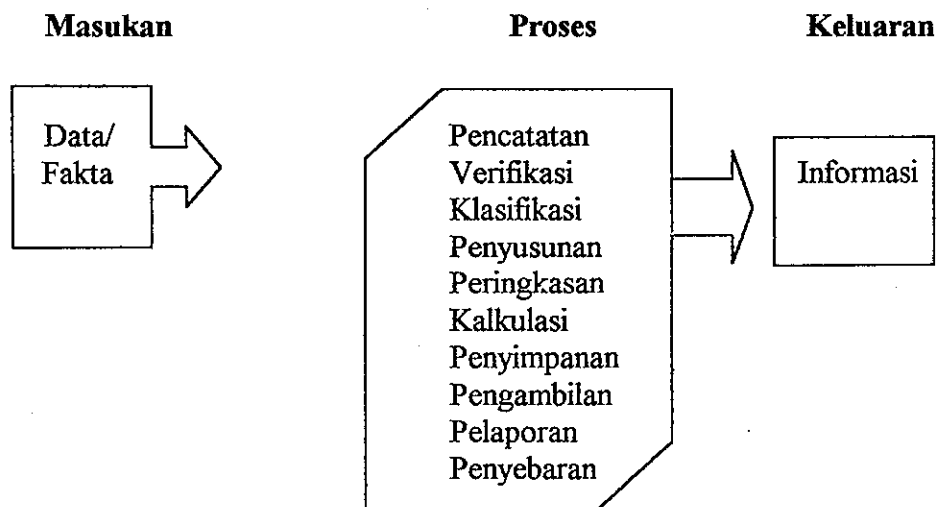 Masukan Proses Keluaran
Data/
Fakta
Pencatatan
Verifikasi
Klasifikasi
Penyusunan
Peringkasan
Kalkulasi
Penyimpanan
Pengambilan
Pelaporan
Penyebaran
Informasi